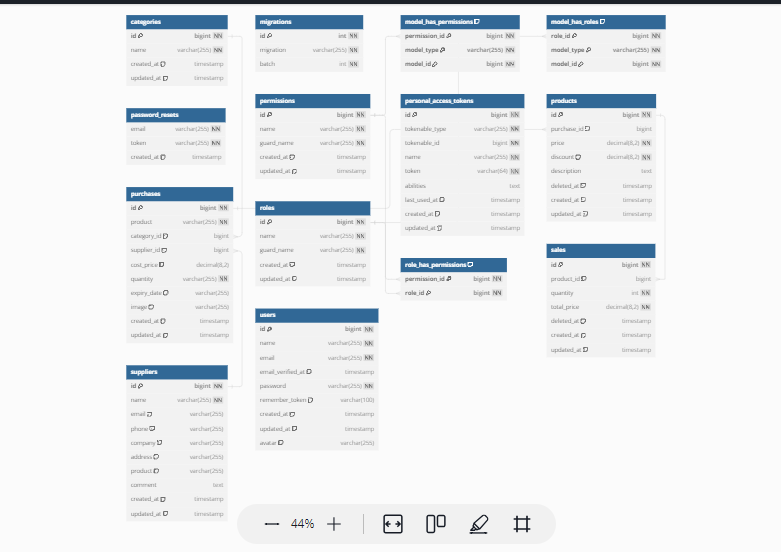 categories
id bigint NN
name varchar(255) NN
created_at timestamp
updated_at timestamp
password_resets
email varchar(255) NN
token varchar(255) NN
created_at timestamp
purchases
id bigint NN
product varchar(255) NN
category_id bigint
supplier_id bigint
cost_price decimal(8,2)
quantity varchar(255) NN
expiry_date varchar(255)
image varchar(255)
created_at timestamp
updated_at timestamp
suppliers
id bigint NN
name varchar(255) NN
email varchar(255)
phone varchar(255)
company varchar(255)
address varchar(255)
product varchar(255)
comment text
created_at timestamp
updated_at timestamp
migrations
id int NN
migration varchar(255) NN
batch int NN
permissions
id bigint NN
name varchar(255) NN
guard_name varchar(255) NN
created_at timestamp
updated_at timestamp
roles
id bigint NN
name varchar(255) NN
guard_name varchar(255) NN
created_at timestamp
updated_at timestamp
users
id bigint NN
name varchar(255) NN
email varchar(255) NN
email_verified_at timestamp
password varchar(255) NN
remember_token varchar(100)
created_at timestamp
updated_at timestamp
avatar varchar(255)
model_has_permissions
permission_id bigint NN
model_type varchar(255) NN
model_id bigint NN
personal_access_tokens
id bigint NN
tokenable_type varchar(255) NN
tokenable_id bigint NN
name varchar(255) NN
token varchar(64) NN
abilities text
last_used_at timestamp
created_at timestamp
updated_at timestamp
role_has_permissions
permission_id bigint NN
role_id bigint NN
model_has_roles
role_id bigint NN
model_type varchar(255) NN
model_id bigint NN
products
id bigint NN
purchase_id bigint
price decimal(8,2) NN
discount decimal(8,2) NN
description text
deleted_at timestamp
created_at timestamp
updated_at timestamp
sales
id bigint NN
product_id bigint
quantity int NN
total_price decimal(8,2) NN
deleted_at timestamp
created_at timestamp
updated_at timestamp
44%